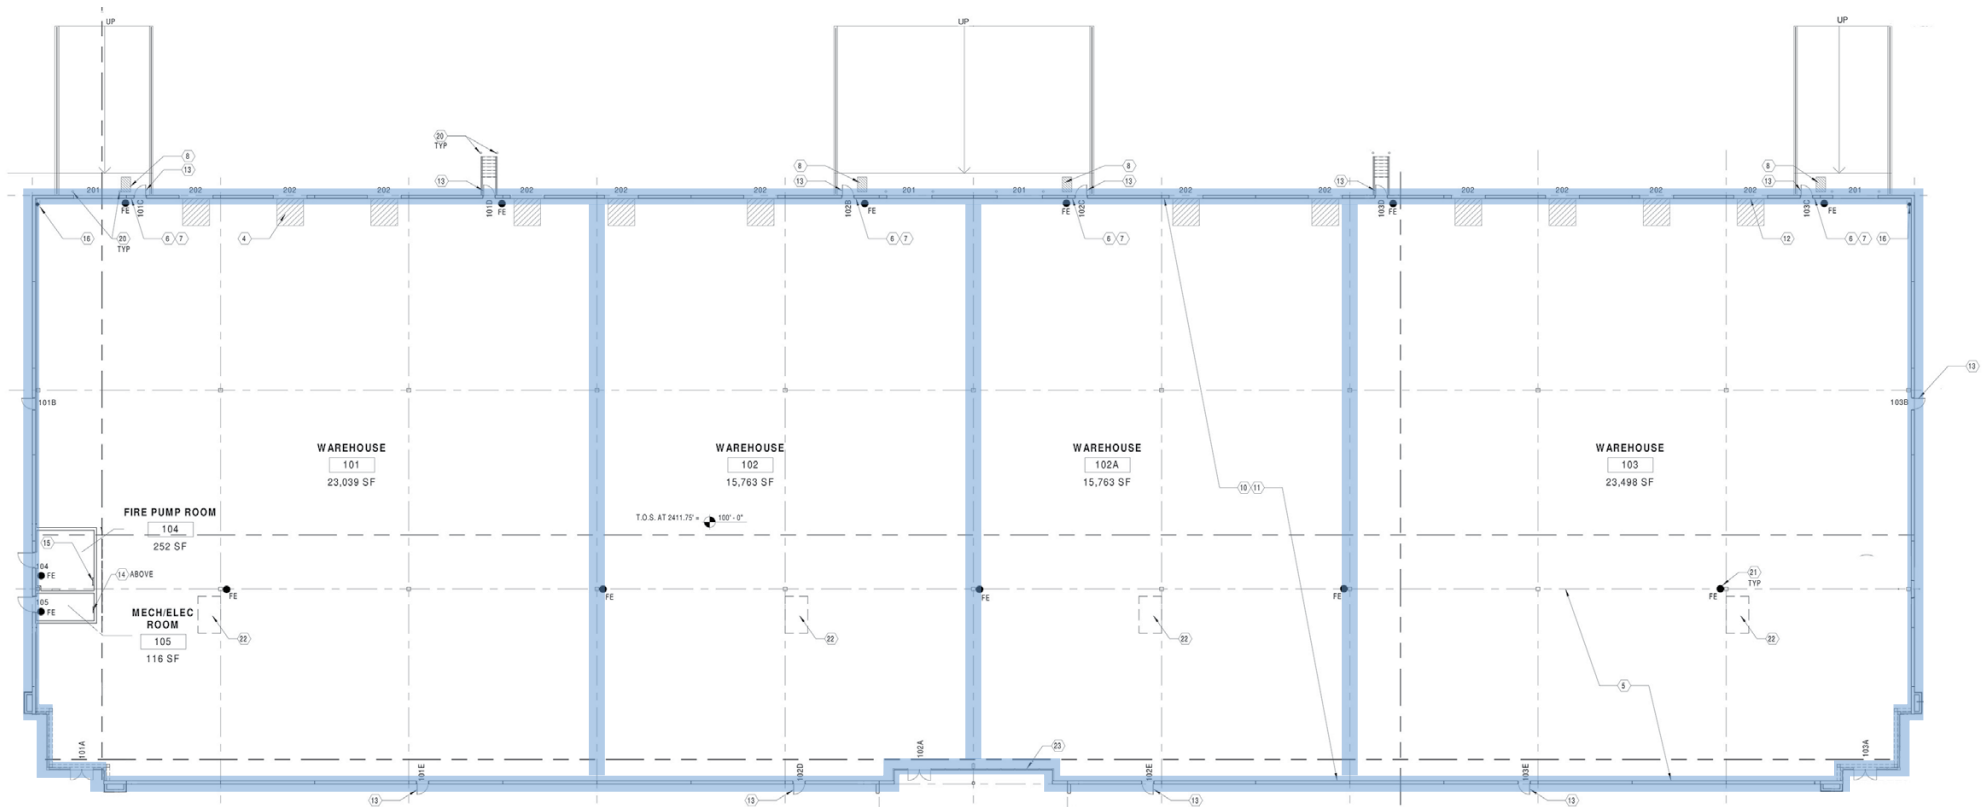 UP
UP
UP
20
TYP
8
13
13
8
13
8
13
13
8
13
201
202
202
202
202
202
202
201
201
202
202
202
202
202
202
201
FE
101C
101D
FE
102B
FE
FE
102C
103D
FE
103C
FE
16
20
TYP
6
7
4
6
7
6
7
12
6
7
16
13
101B
103B
WAREHOUSE
101
23,039 SF
WAREHOUSE
102
15,763 SF
WAREHOUSE
102A
15,763 SF
WAREHOUSE
103
23,498 SF
10
11
FIRE PUMP ROOM
104
252 SF
T.O.S. AT 2411.75' =
100' - 0"
15
104
FE
14
ABOVE
105
FE
MECH/ELEC
ROOM
105
116 SF
FE
FE
FE
FE
FE
21
TYP
22
22
22
22
5
101A
102A
103A
23
101E
102D
102E
103E
13
13
13
13